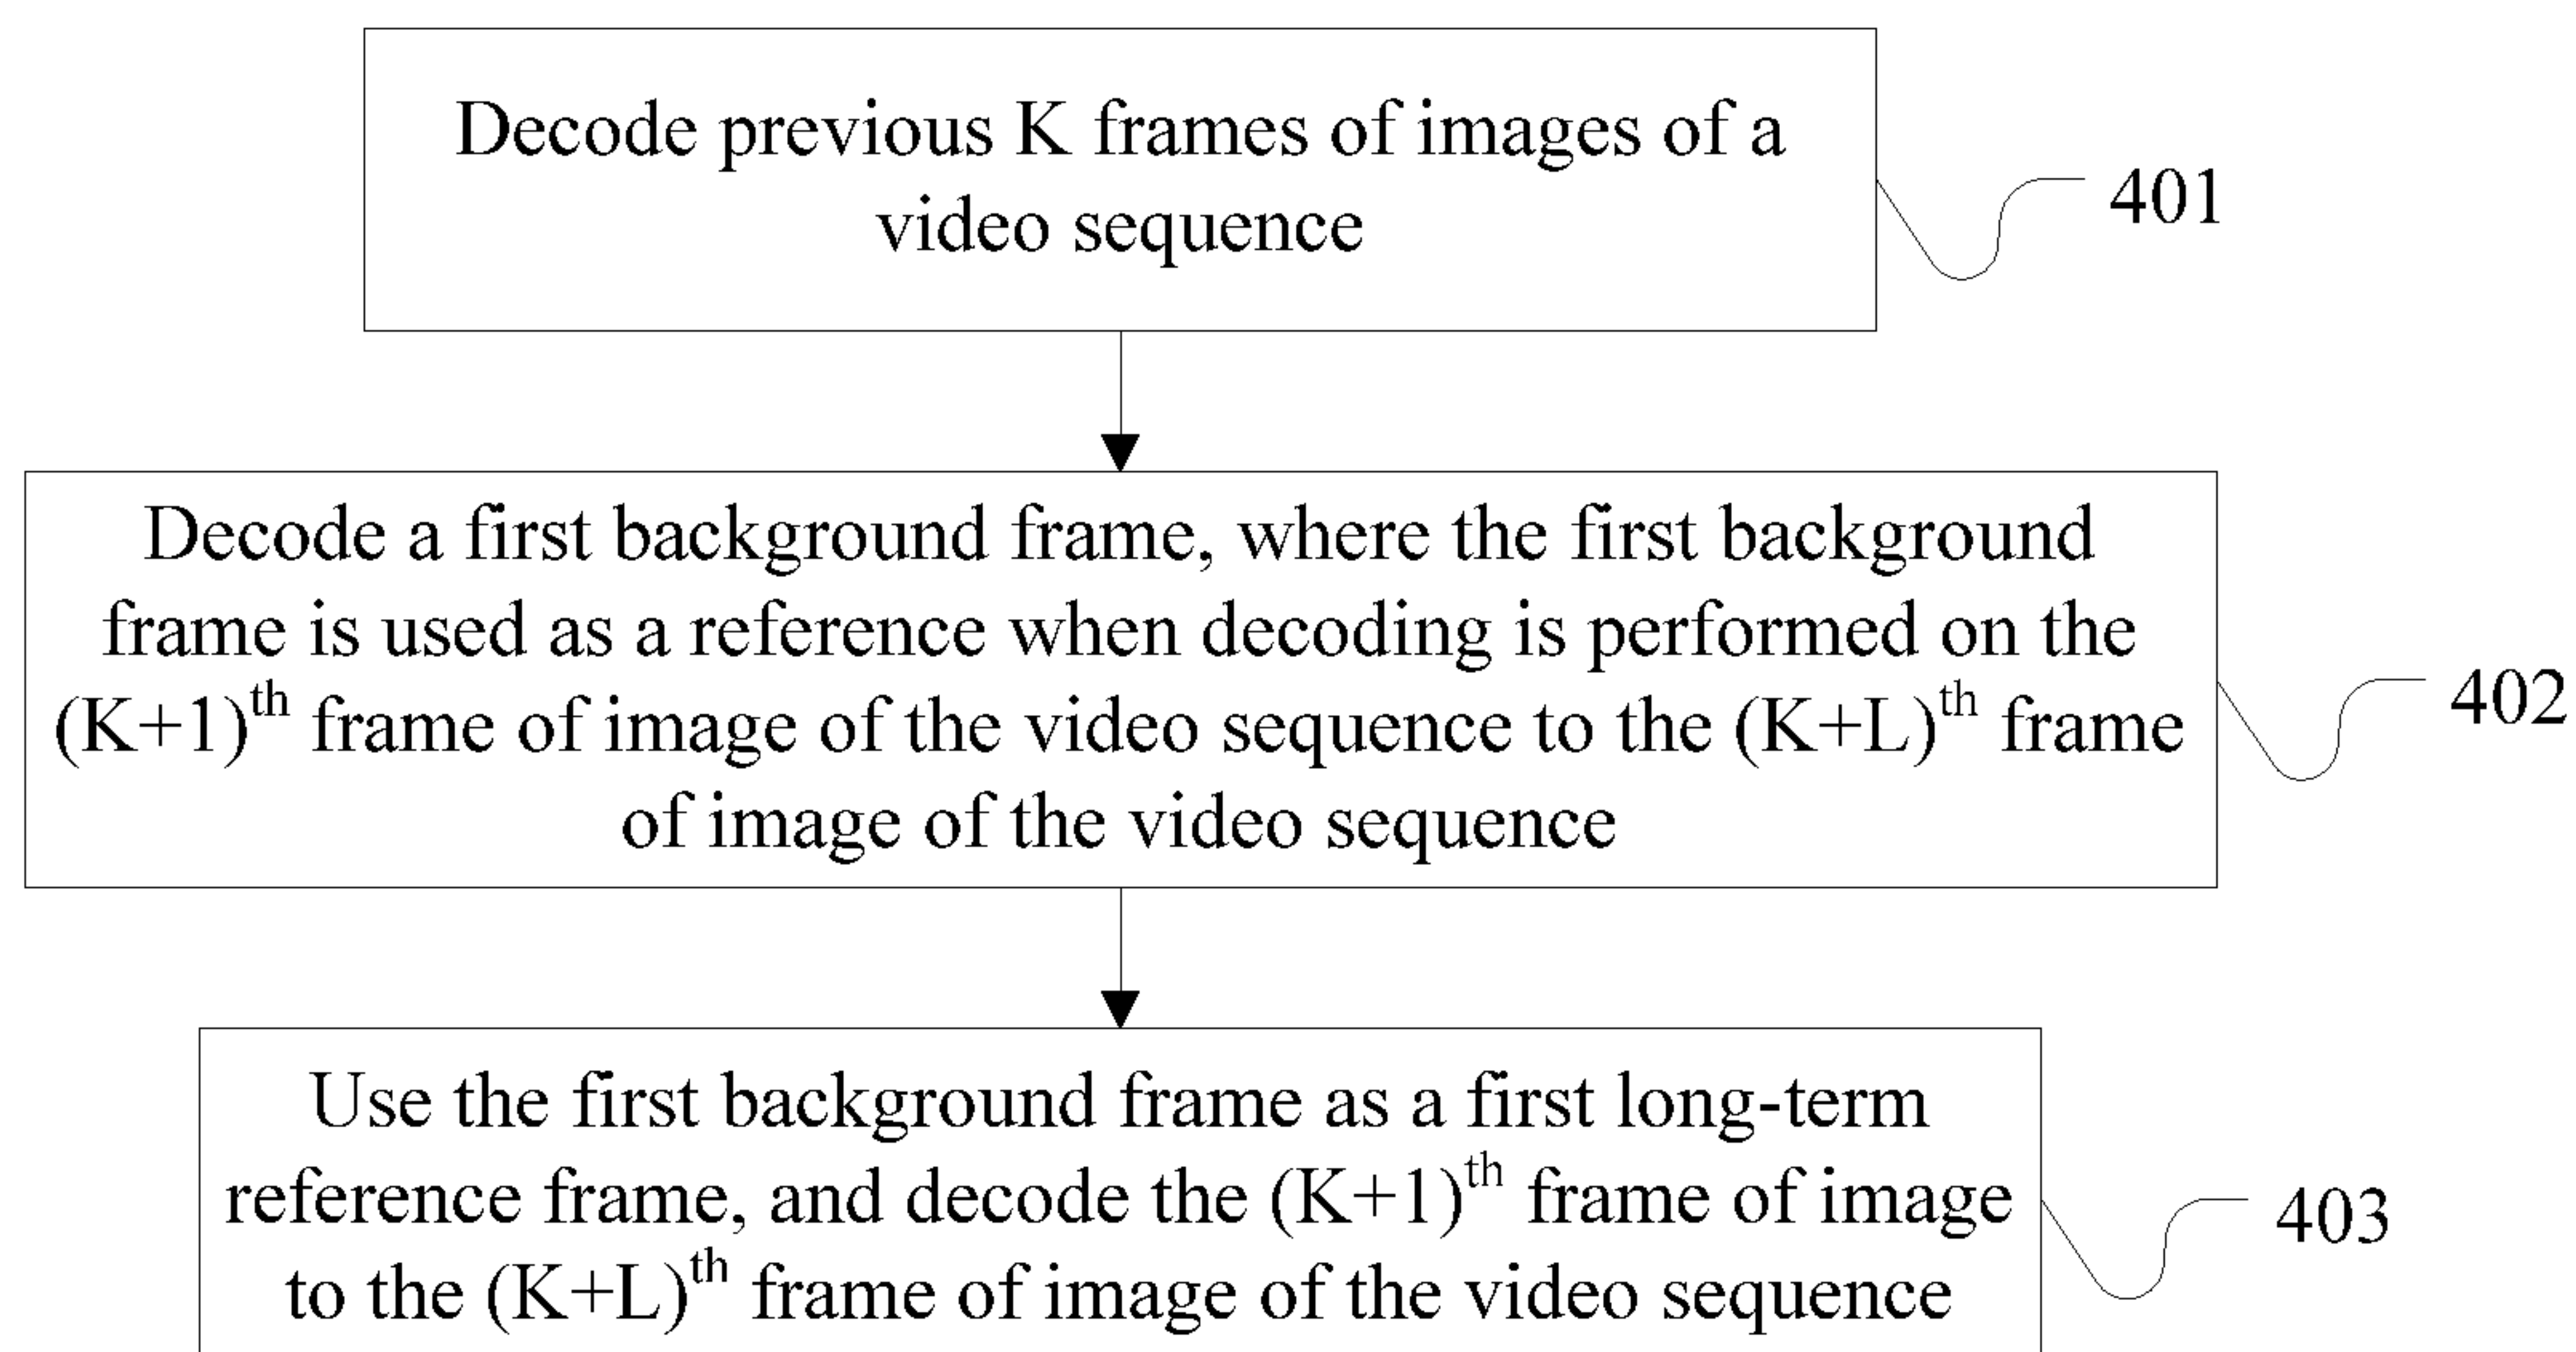 Decode previous K frames of images of a
video sequence
401
Decode a first background frame, where the first background
frame is used as a reference when decoding is performed on the
(K+1)th frame of image of the video sequence to the (K+L)th frame
of image of the video sequence
402
Use the first background frame as a first long-term
reference frame, and decode the (K+1)th frame of image
to the (K+L)th frame of image of the video sequence
403